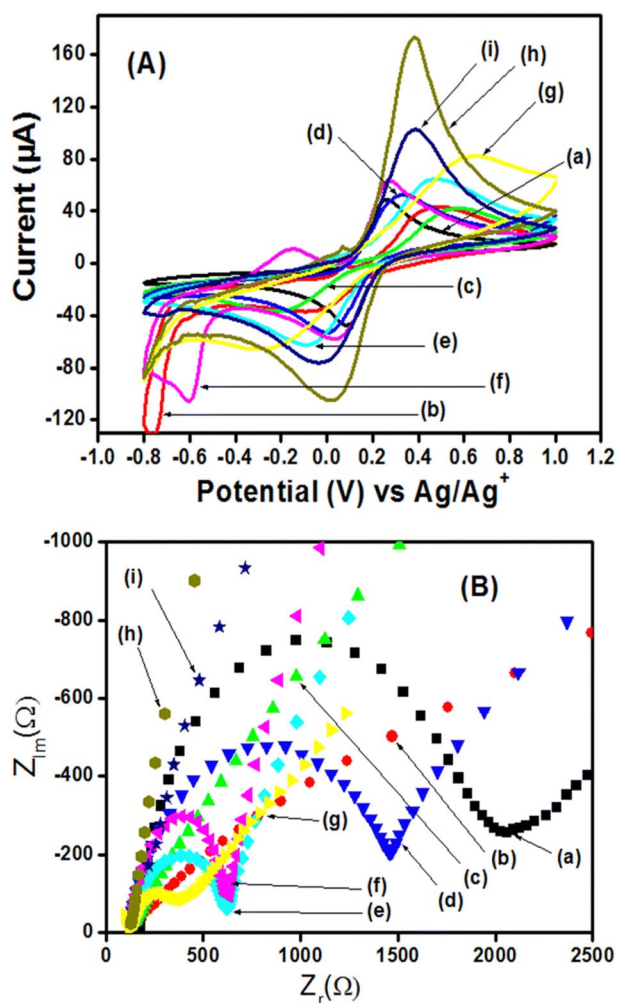 (A)
160
120
80
40
0
-40
-80
-120
Current (µA)
(i)
(h)
(g)
(d)
(a)
(c)
(e)
(f)
(b)
-1.0 -0.8 -0.6 -0.4 -0.2 0.0 0.2 0.4 0.6 0.8 1.0 1.2
Potential (V) vs Ag/Ag+
(B)
-1000
-800
-600
-400
-200
0
Z_Im(Ω)
(i)
(h)
(g)
(b)
(a)
(c)
(d)
(f)
(e)
0 500 1000 1500 2000 2500
Z_r(Ω)